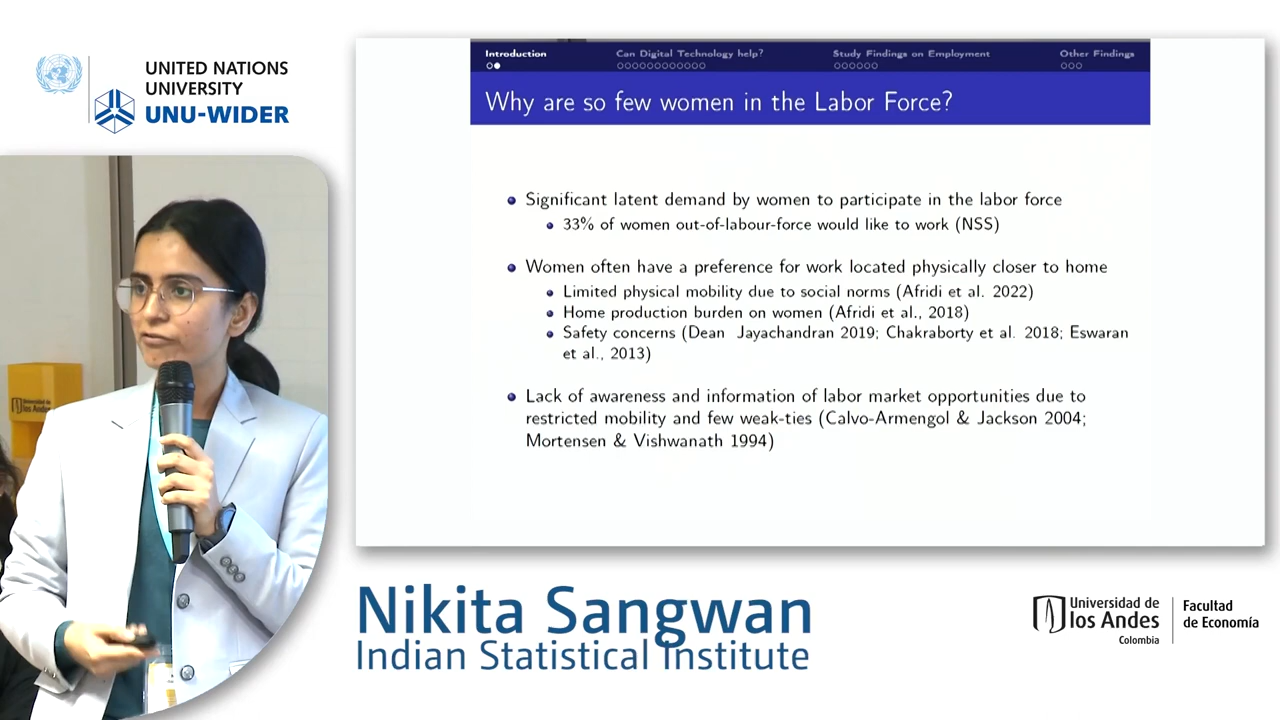 UNITED NATIONS
UNIVERSITY
UNU-WIDER
Introduction
Can Digital Technology help?
Study Findings on Employment
Other Findings
Why are so few women in the Labor Force?
Significant latent demand by women to participate in the labor force
33% of women out-of-labour-force would like to work (NSS)
Women often have a preference for work located physically closer to home
Limited physical mobility due to social norms (Afridi et al. 2022)
Home production burden on women (Afridi et al., 2018)
Safety concerns (Dean Jayachandran 2019; Chakraborty et al. 2018; Eswaran
et al., 2013)
Lack of awareness and information of labor market opportunities due to
restricted mobility and few weak-ties (Calvo-Armengol & Jackson 2004;
Mortensen & Vishwanath 1994)
Universidad de
los Andes
Nikita Sangwan
Indian Statistical Institute
Universidad de
los Andes
Colombia
Facultad
de Economía